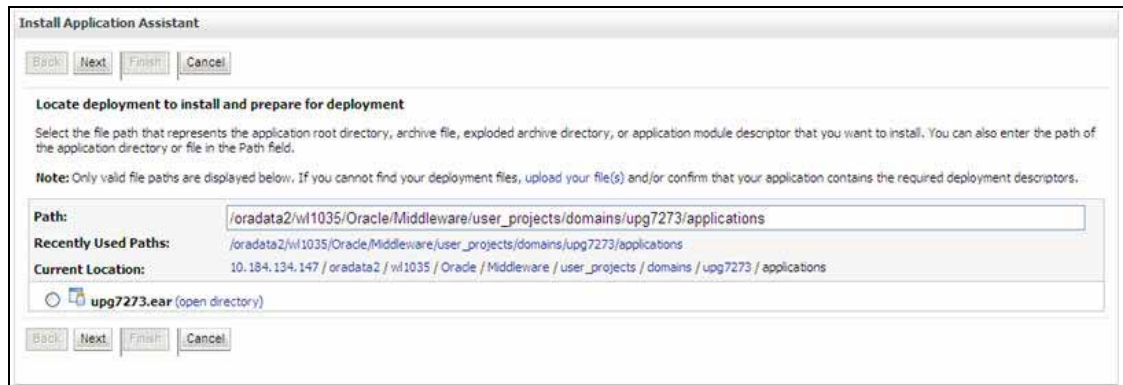 Install Application Assistant
Back Next Finish Cancel
Locate deployment to install and prepare for deployment
Select the file path that represents the application root directory, archive file, exploded archive directory, or application module descriptor that you want to install. You can also enter the path of
the application directory or file in the Path field.
Note: Only valid file paths are displayed below. If you cannot find your deployment files, upload your file(s) and/or confirm that your application contains the required deployment descriptors.
Path: /oradata2/wl1035/Oracle/Middleware/user_projects/domains/upg7273/applications
Recently Used Paths: /oradata2/wl1035/Oracle/Middleware/user_projects/domains/upg7273/applications
Current Location: 10.184.134.147 / oradata2 / wl1035 / Oracle / Middleware / user_projects / domains / upg7273 / applications
upg7273.ear (open directory)
Back Next Finish Cancel